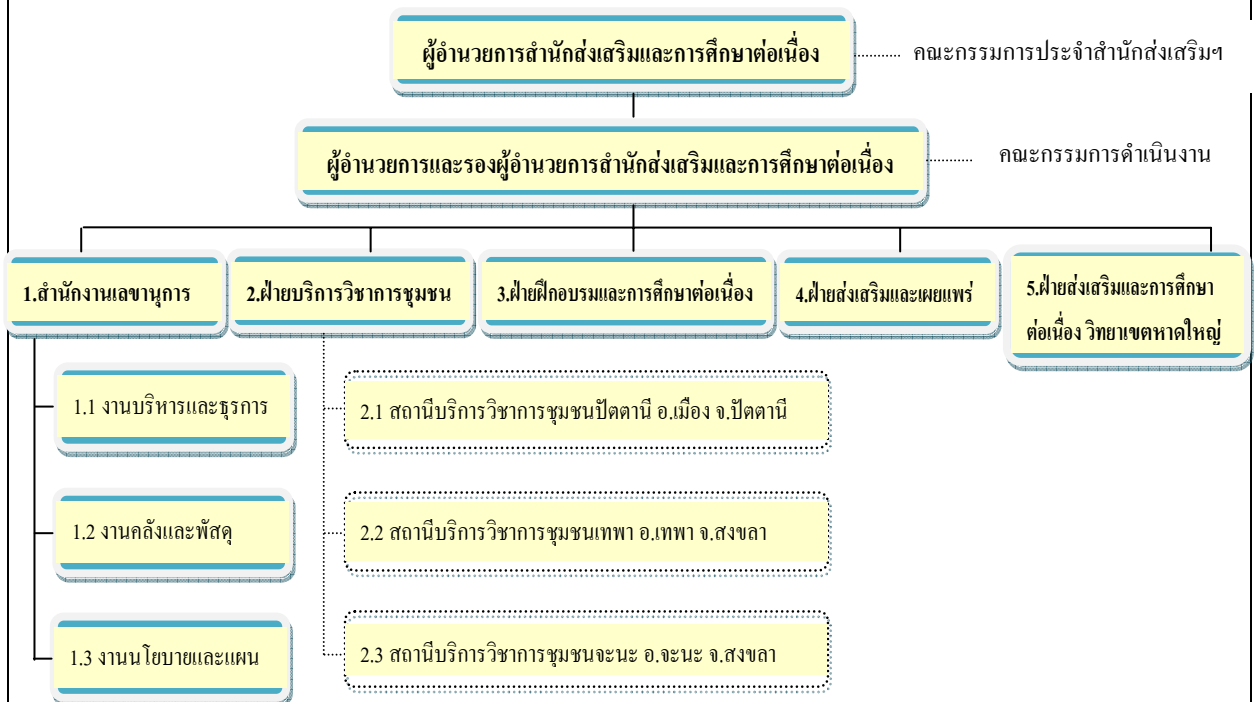 ผู้อำนวยการสำนักส่งเสริมและการศึกษาต่อเนื่อง
คณะกรรมการประจำสำนักส่งเสริมฯ
ผู้อำนวยการและรองผู้อำนวยการสำนักส่งเสริมและการศึกษาต่อเนื่อง
คณะกรรมการดำเนินงาน
1.สำนักงานเลขานุการ
2.ฝ่ายบริการวิชาการชุมชน
3.ฝ่ายฝึกอบรมและการศึกษาต่อเนื่อง
4.ฝ่ายส่งเสริมและเผยแพร่
5.ฝ่ายส่งเสริมและการศึกษา
ต่อเนื่อง วิทยาเขตหาดใหญ่
1.1 งานบริหารและธุรการ
2.1 สถานีบริการวิชาการชุมชนปัตตานี อ.เมือง จ.ปัตตานี
1.2 งานคลังและพัสดุ
2.2 สถานีบริการวิชาการชุมชนเทพา อ.เทพา จ.สงขลา
1.3 งานนโยบายและแผน
2.3 สถานีบริการวิชาการชุมชนจะนะ อ.จะนะ จ.สงขลา